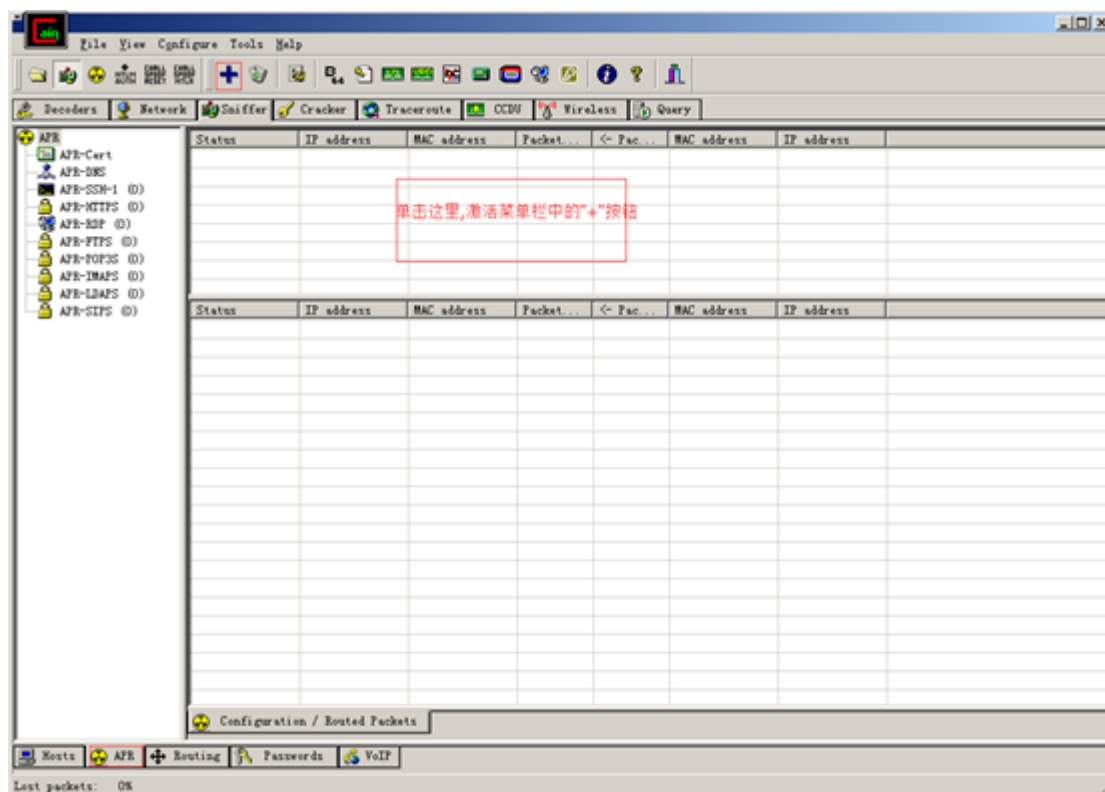 Cain
File View Configure Tools Help
Decoders Network Sniffer Cracker Traceroute CCDU Wireless Query
APR
APR-Cert
APR-DNS
APR-SSH-1 (0)
APR-HTTPS (0)
APR-RDP (0)
APR-FTPS (0)
APR-POP3S (0)
APR-IMAPS (0)
APR-LDAPS (0)
APR-SIPS (0)
Status IP address MAC address Packet... <- Pac... MAC address IP address
单击这里,激活菜单栏中的"+"按钮
Status IP address MAC address Packet... <- Pac... MAC address IP address
Configuration / Routed Packets
Hosts APR Routing Passwords VoIP
Lost packets: 0%